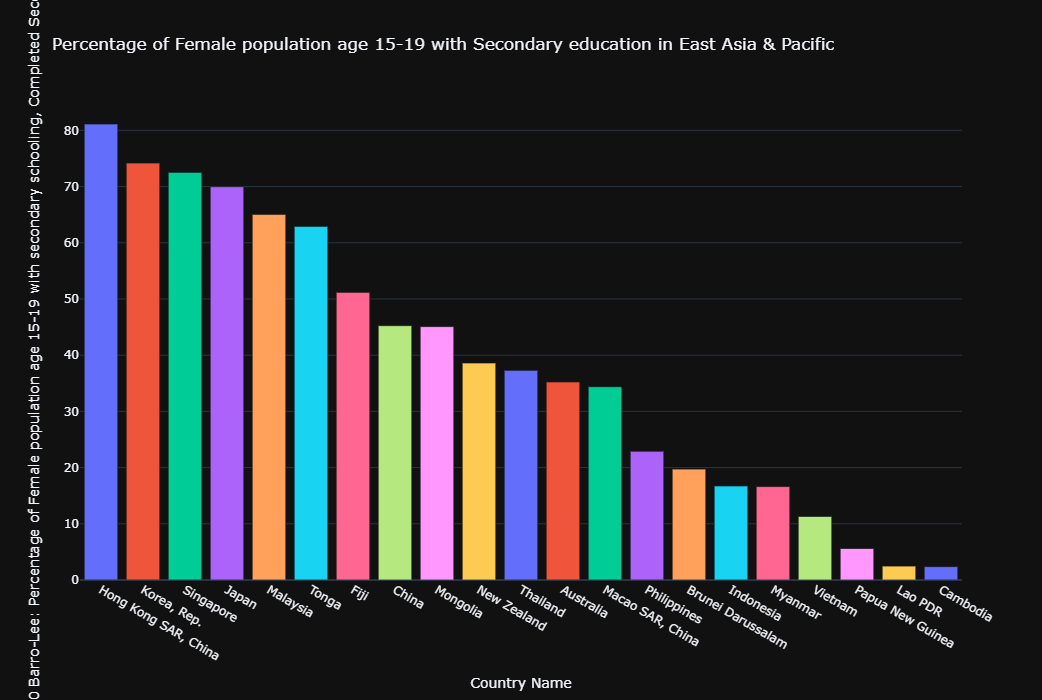 Percentage of Female population age 15-19 with Secondary education in East Asia & Pacific
O Barro-Lee: Percentage of Female population age 15-19 with secondary schooling, Completed Sec
80
70
60
50
40
30
20
10
0
Hong Kong SAR, China
Korea, Rep.
Singapore
Japan
Malaysia
Tonga
Fiji
China
Mongolia
New Zealand
Thailand
Australia
Macao SAR, China
Philippines
Brunei Darussalam
Indonesia
Myanmar
Vietnam
Papua New Guinea
Lao PDR
Cambodia
Country Name